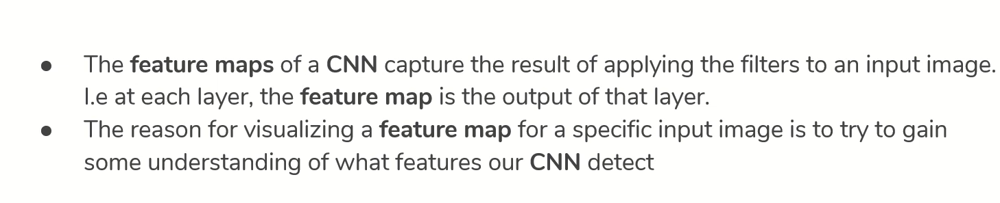 ● The feature maps of a CNN capture the result of applying the filters to an input image.
I.e at each layer, the feature map is the output of that layer.
● The reason for visualizing a feature map for a specific input image is to try to gain
some understanding of what features our CNN detect